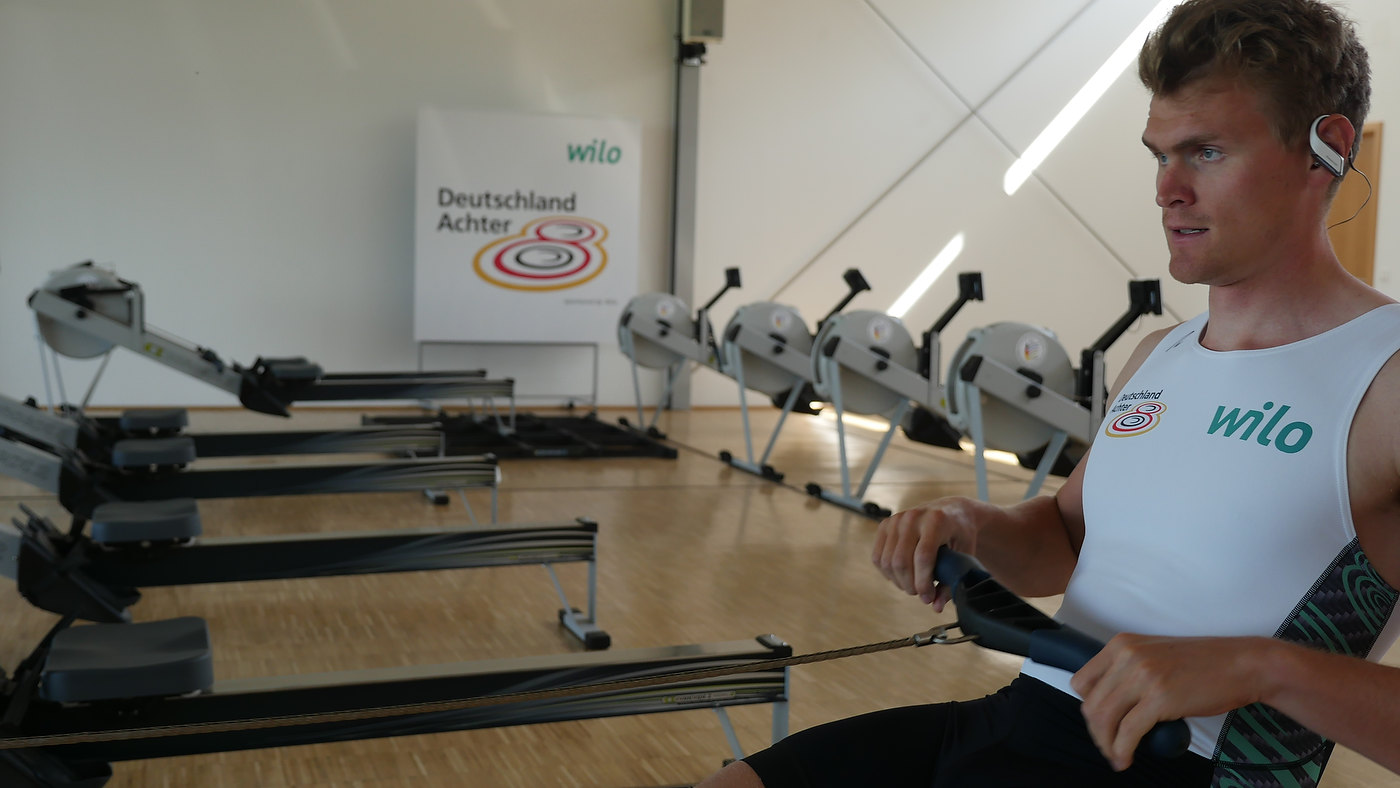 wilo
Deutschland
Achter
Deutschland
Achter
wilo